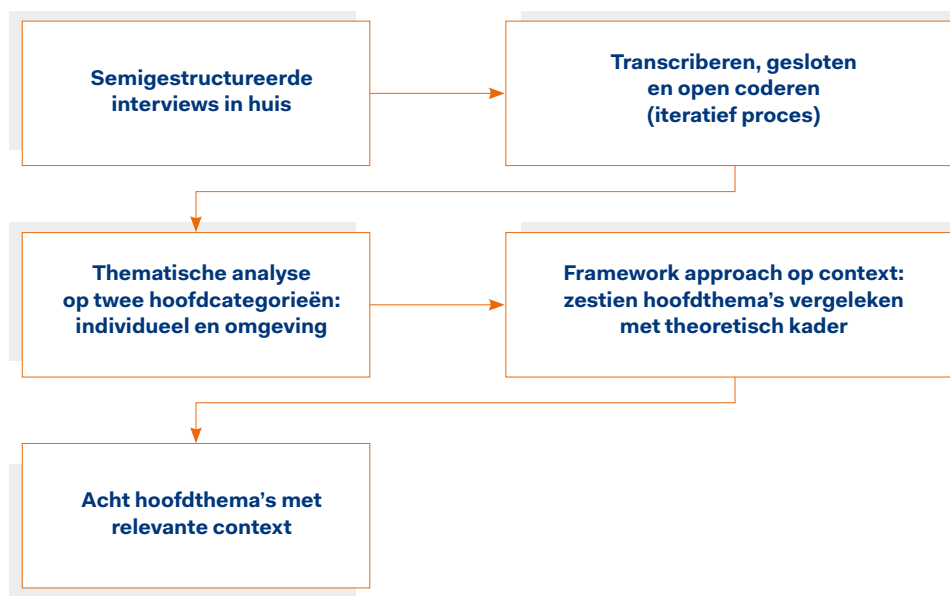 Semigestructureerde
interviews in huis
Transcriberen, gesloten
en open coderen
(iteratief proces)
Thematische analyse
op twee hoofdcategorieën:
individueel en omgeving
Framework approach op context:
zestien hoofdthema’s vergeleken
met theoretisch kader
Acht hoofdthema’s met
relevante context